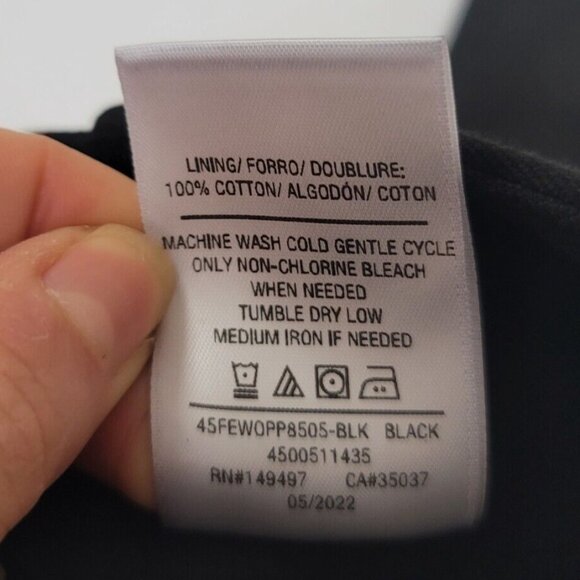 LINING/ FORRO/ DOUBLURE:
100% COTTON/ ALGODÓN/ COTON
MACHINE WASH COLD GENTLE CYCLE
ONLY NON-CHLORINE BLEACH
WHEN NEEDED
TUMBLE DRY LOW
MEDIUM IRON IF NEEDED
45FEWOPP8505-BLK BLACK
4500511435
RN#149497 CA#35037
05/2022